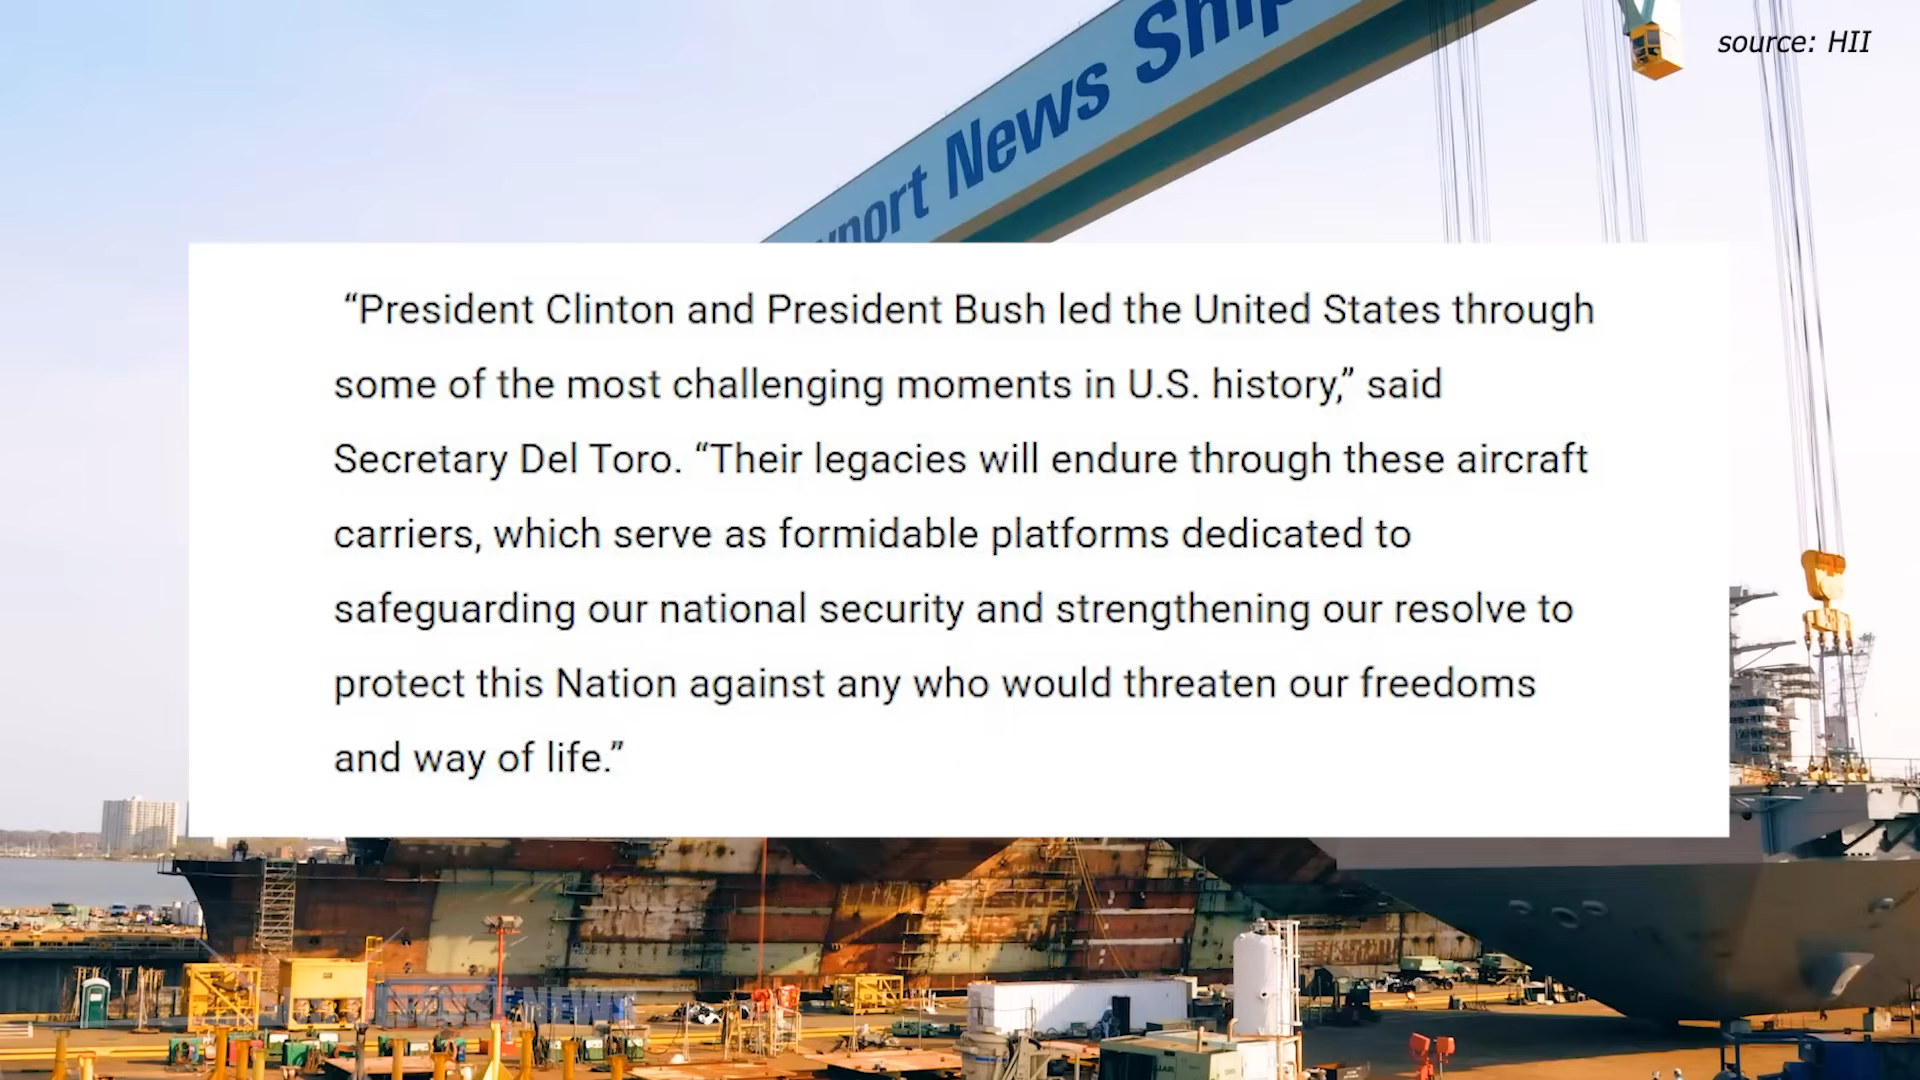 source: HII
News Ship
“President Clinton and President Bush led the United States through
some of the most challenging moments in U.S. history,” said
Secretary Del Toro. “Their legacies will endure through these aircraft
carriers, which serve as formidable platforms dedicated to
safeguarding our national security and strengthening our resolve to
protect this Nation against any who would threaten our freedoms
and way of life.”
NEWS